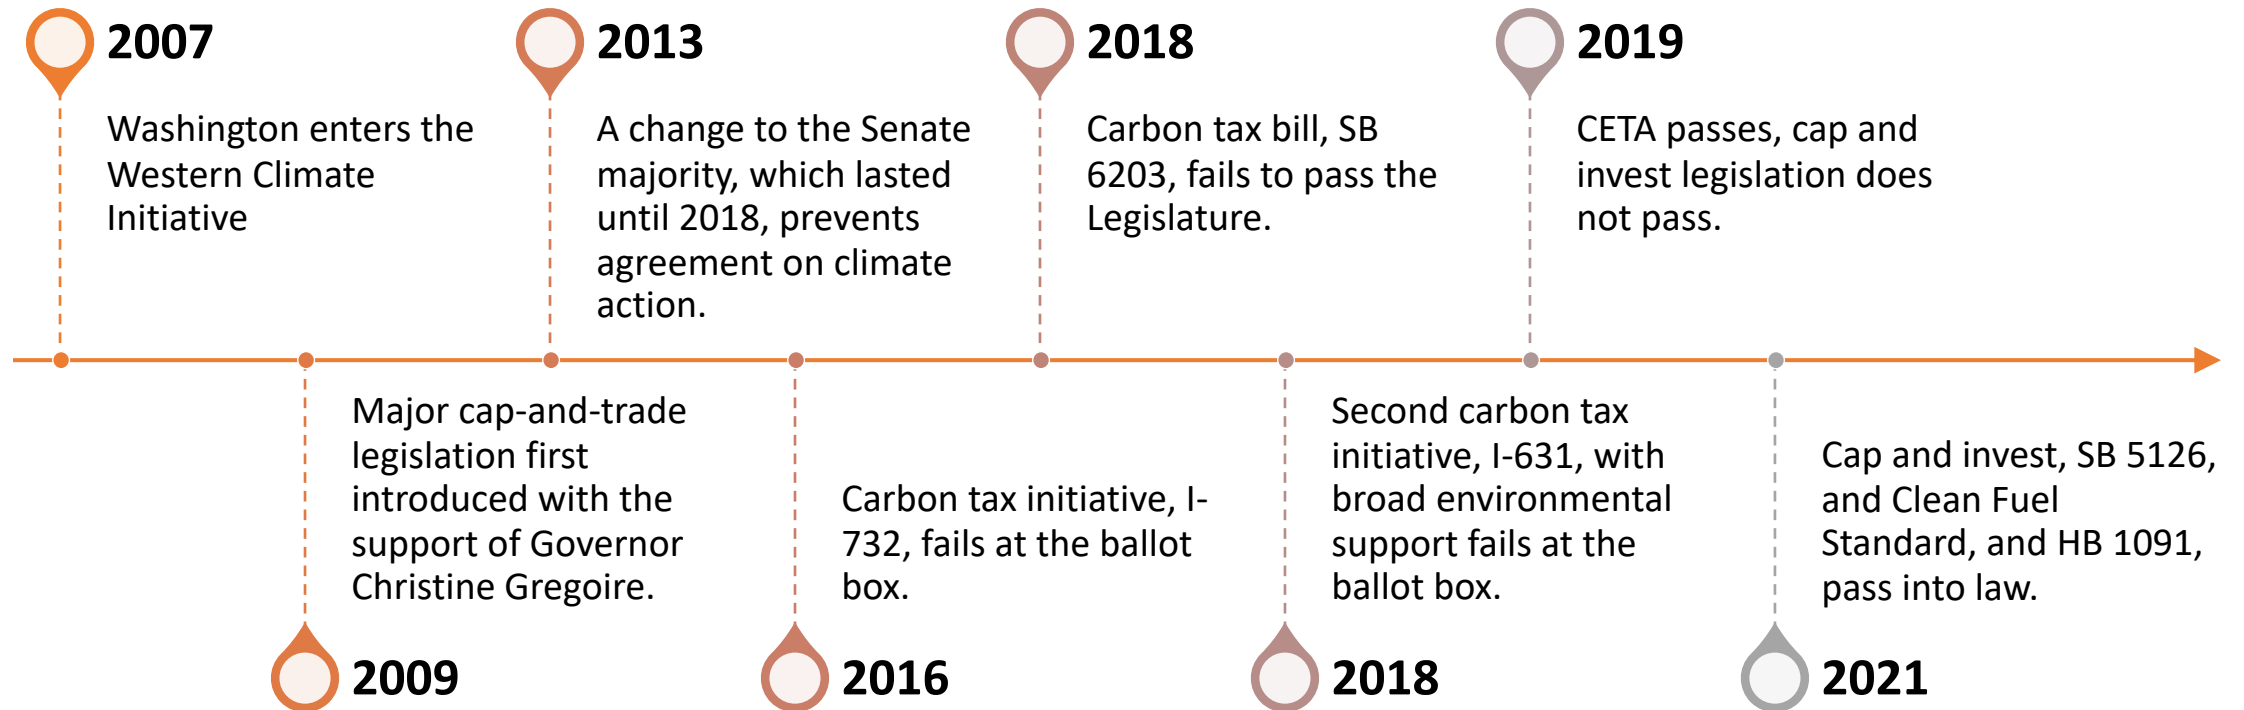 2007
Washington enters the
Western Climate
Initiative
2009
Major cap-and-trade
legislation first
introduced with the
support of Governor
Christine Gregoire.
2013
A change to the Senate
majority, which lasted
until 2018, prevents
agreement on climate
action.
2016
Carbon tax initiative, I-
732, fails at the ballot
box.
2018
Carbon tax bill, SB
6203, fails to pass the
Legislature.
2018
Second carbon tax
initiative, I-631, with
broad environmental
support fails at the
ballot box.
2019
CETA passes, cap and
invest legislation does
not pass.
2021
Cap and invest, SB 5126,
and Clean Fuel
Standard, and HB 1091,
pass into law.